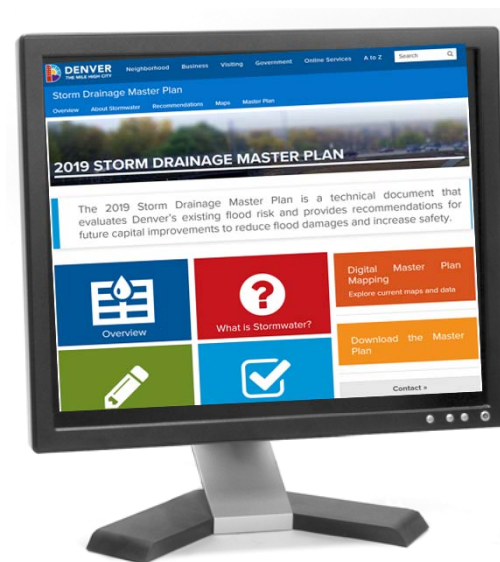 DENVER
THE MILE HIGH CITY
Neighborhood Business Visiting Government Online Services A to Z Search
Storm Drainage Master Plan
Overview About Stormwater Recommendations Maps Master Plan
2019 STORM DRAINAGE MASTER PLAN
The 2019 Storm Drainage Master Plan is a technical document that
evaluates Denver's existing flood risk and provides recommendations for
future capital improvements to reduce flood damages and increase safety.
Overview
?
What is Stormwater?
Digital Master Plan
Mapping
Explore current maps and data
Download the Master
Plan
Contact »